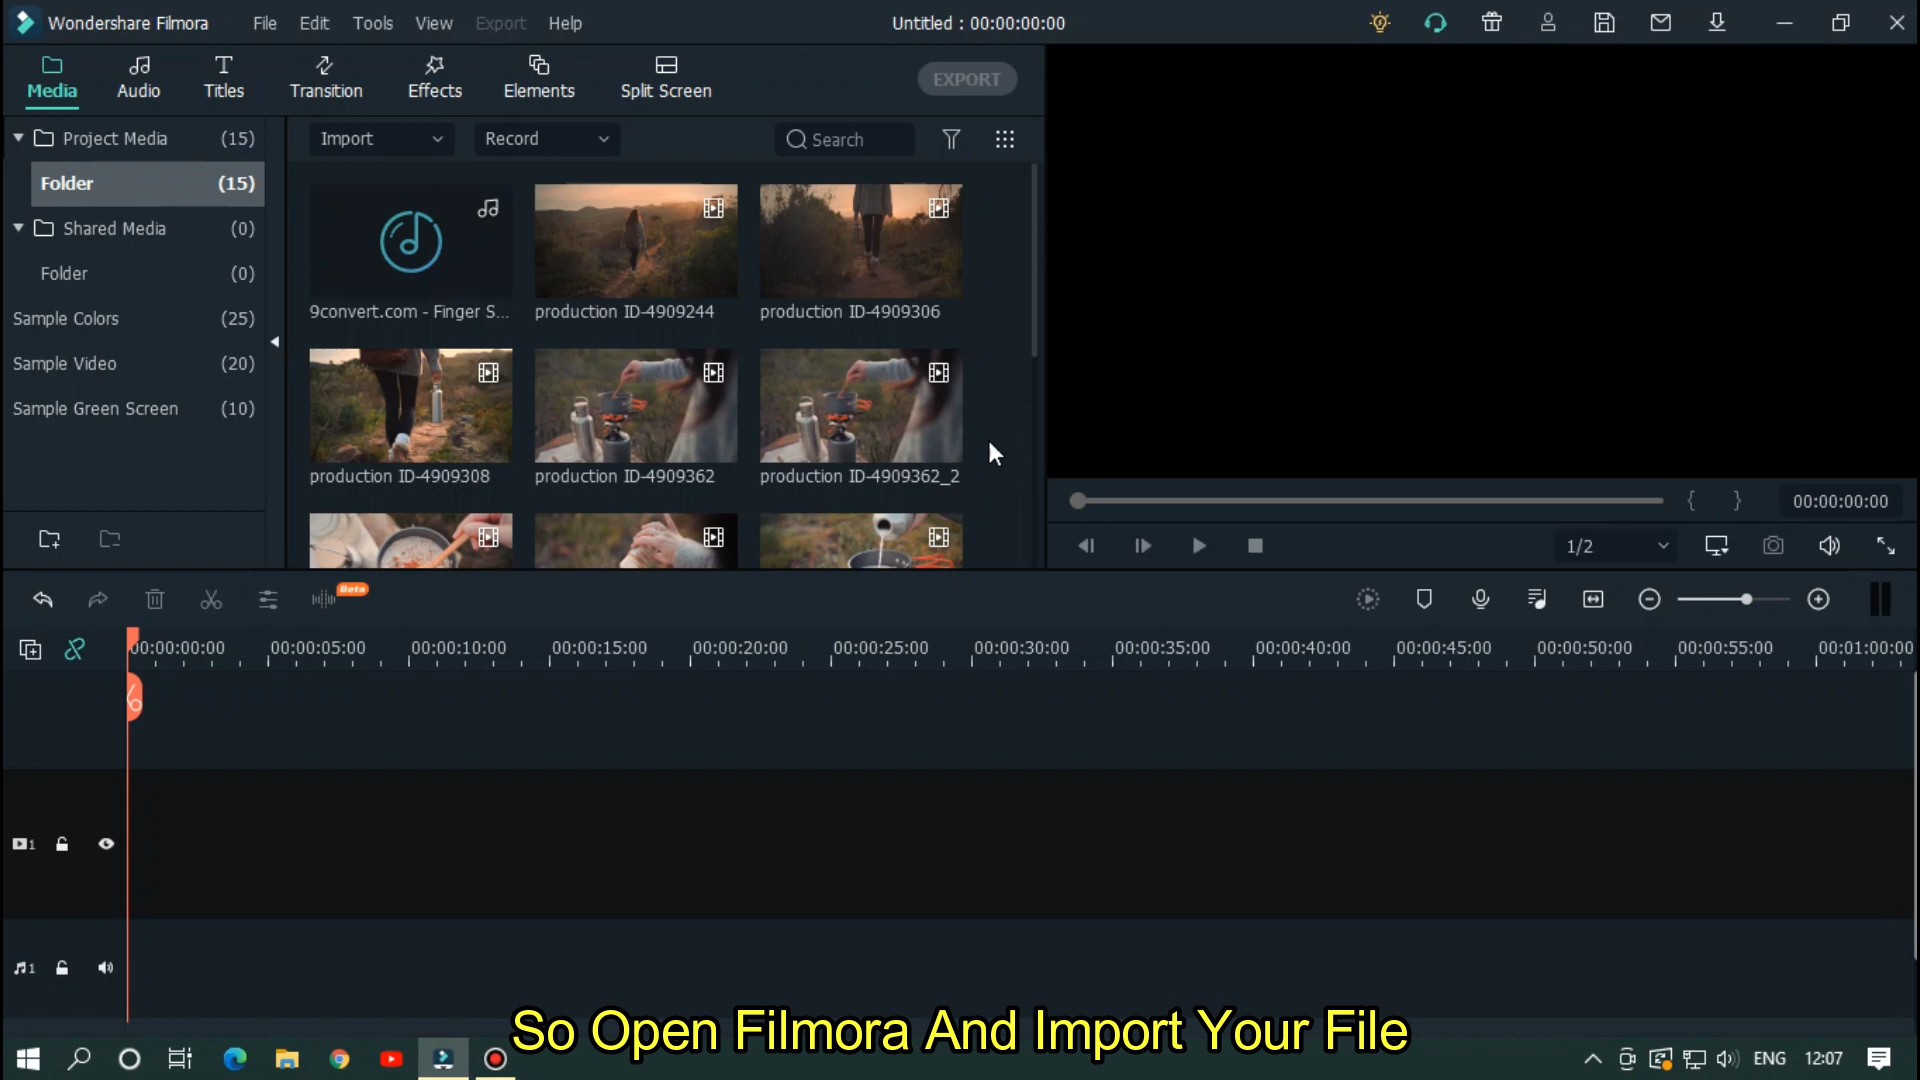 Wondershare Filmora File Edit Tools View Export Help Untitled : 00:00:00:00
Media Audio Titles Transition Effects Elements Split Screen EXPORT
Project Media (15)
Folder (15)
Shared Media (0)
Folder (0)
Sample Colors (25)
Sample Video (20)
Sample Green Screen (10)
Import Record Search
9convert.com - Finger S... production ID-4909244 production ID-4909306
production ID-4909308 production ID-4909362 production ID-4909362_2
{ } 00:00:00:00
1/2
Beta
00:00:00:00 00:00:05:00 00:00:10:00 00:00:15:00 00:00:20:00 00:00:25:00 00:00:30:00 00:00:35:00 00:00:40:00 00:00:45:00 00:00:50:00 00:00:55:00 00:01:00:00
1
1
So Open Filmora And Import Your File
ENG 12:07